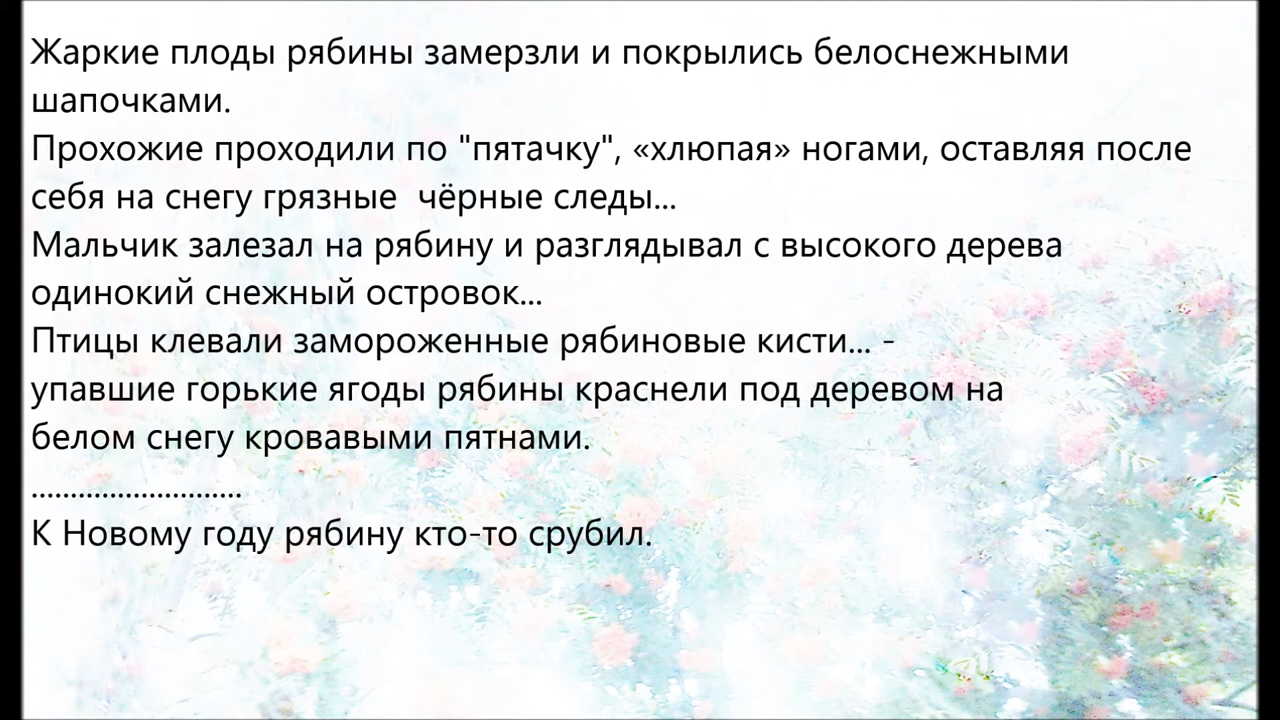 Жаркие плоды рябины замерзли и покрылись белоснежными
шапочками.
Прохожие проходили по "пятачку", «хлюпая» ногами, оставляя после
себя на снегу грязные  чёрные следы...
Мальчик залезал на рябину и разглядывал с высокого дерева
одинокий снежный островок...
Птицы клевали замороженные рябиновые кисти... -
упавшие горькие ягоды рябины краснели под деревом на
белом снегу кровавыми пятнами.
...........................
К Новому году рябину кто-то срубил.